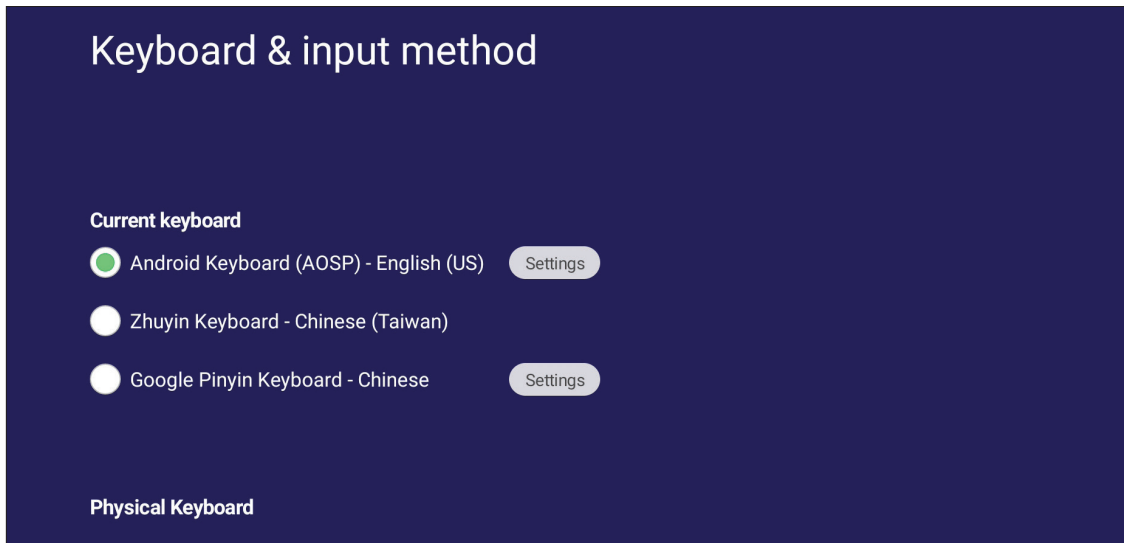 Keyboard & input method
Current keyboard
Android Keyboard (AOSP) - English (US) Settings
Zhuyin Keyboard - Chinese (Taiwan)
Google Pinyin Keyboard - Chinese Settings
Physical Keyboard